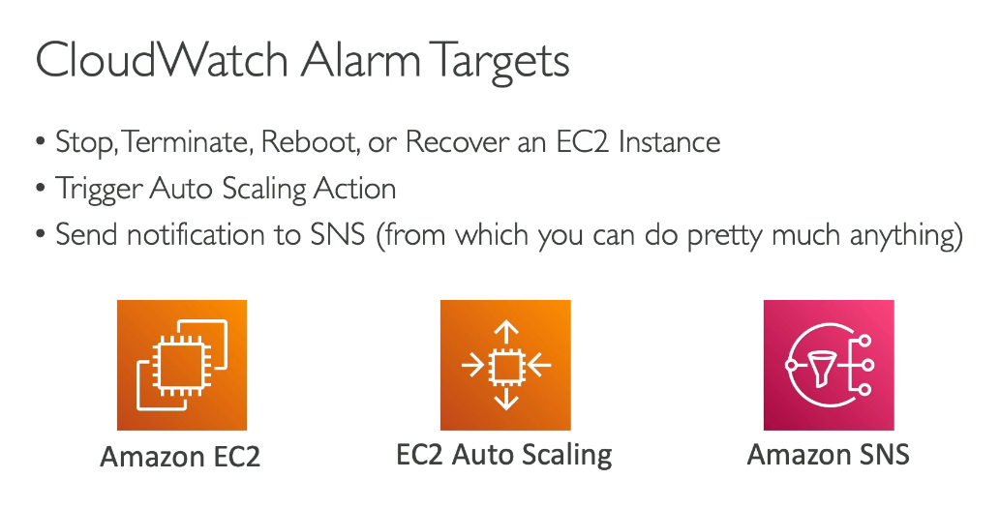 CloudWatch Alarm Targets
• Stop, Terminate, Reboot, or Recover an EC2 Instance
• Trigger Auto Scaling Action
• Send notification to SNS (from which you can do pretty much anything)
Amazon EC2
EC2 Auto Scaling
Amazon SNS